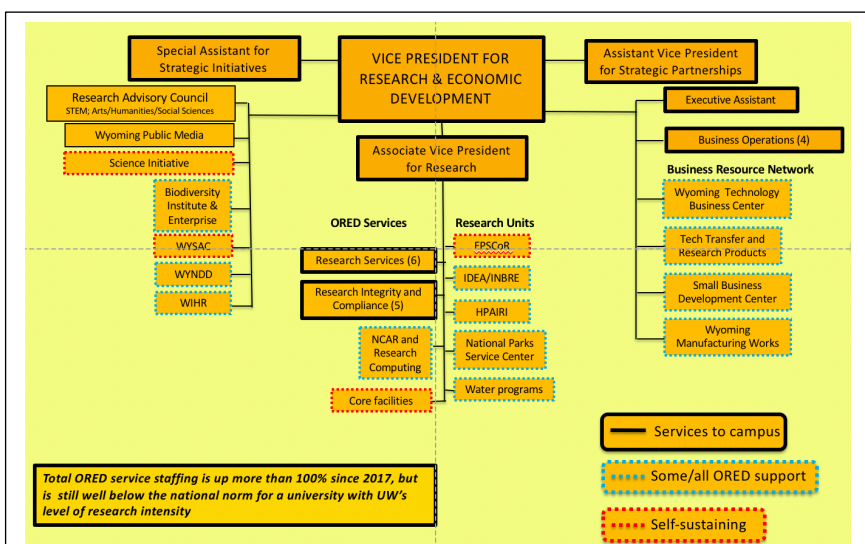 Special Assistant for
Strategic Initiatives
VICE PRESIDENT FOR
RESEARCH & ECONOMIC
DEVELOPMENT
Assistant Vice President
for Strategic Partnerships
Research Advisory Council
STEM; Arts/Humanities/Social Sciences
Wyoming Public Media
Science Initiative
Biodiversity
Institute &
Enterprise
WYSAC
WYNDD
WIHR
Associate Vice President
for Research
ORED Services
Research Services (6)
Research Integrity and
Compliance (5)
NCAR and
Research
Computing
Core facilities
Research Units
EPSCoR
IDEA/INBRE
HPAIRI
National Parks
Service Center
Water programs
Executive Assistant
Business Operations (4)
Business Resource Network
Wyoming Technology
Business Center
Tech Transfer and
Research Products
Small Business
Development Center
Wyoming
Manufacturing Works
Total ORED service staffing is up more than 100% since 2017, but
is still well below the national norm for a university with UW's
level of research intensity
Services to campus
Some/all ORED support
Self-sustaining